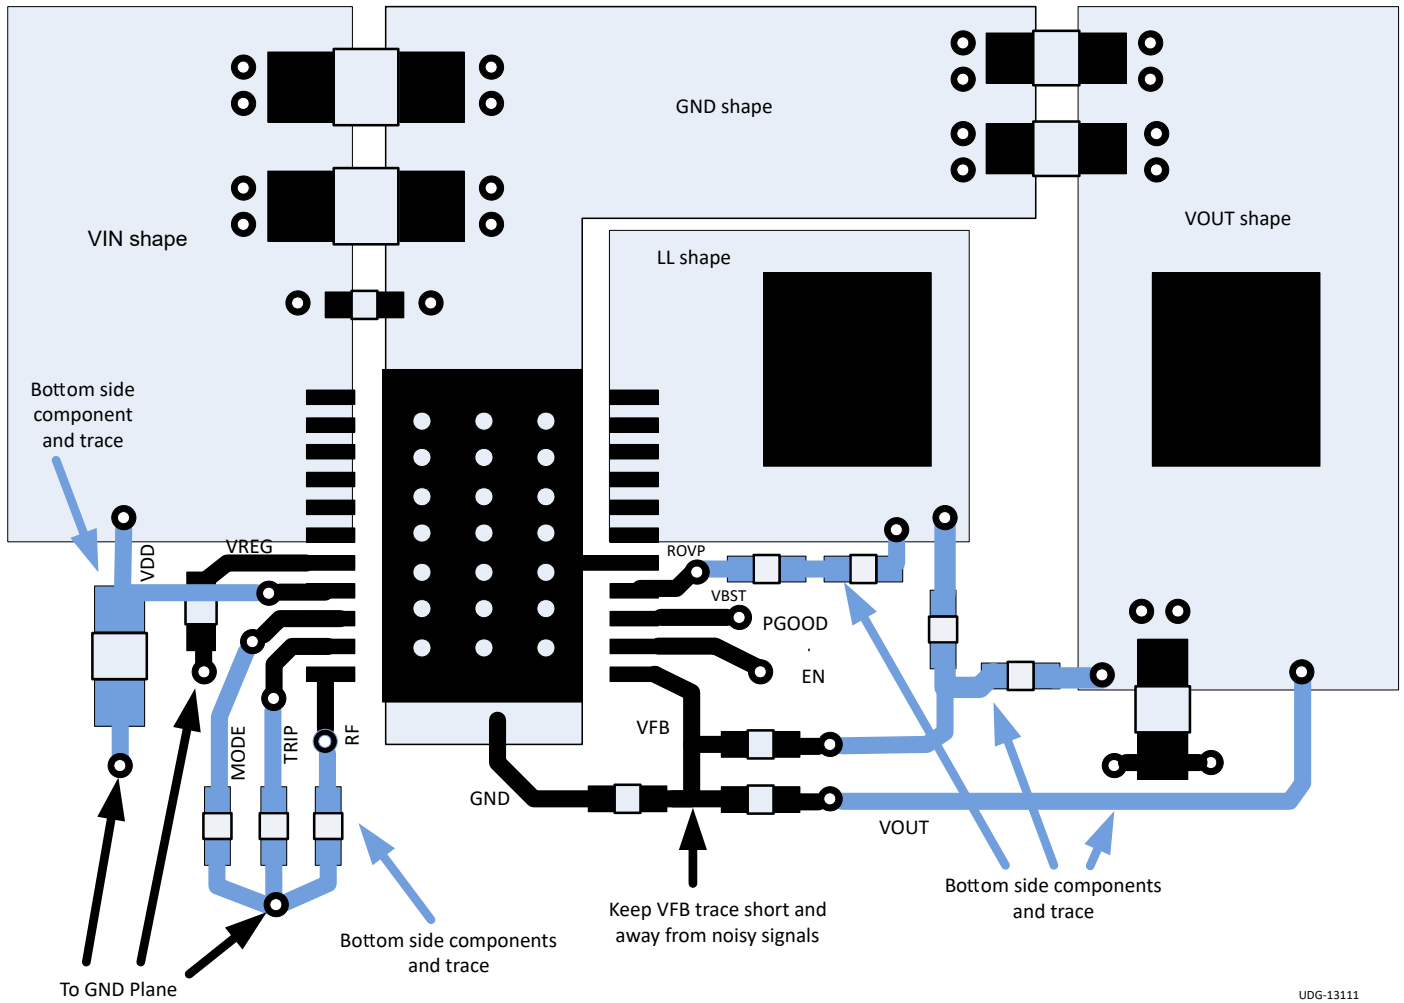 GND shape
VIN shape
VOUT shape
LL shape
Bottom side
component
and trace
VDD
VREG
ROVP
VBST
PGOOD
.
EN
MODE
TRIP
RF
VFB
GND
VOUT
Keep VFB trace short and
away from noisy signals
Bottom side components
and trace
Bottom side components
and trace
To GND Plane
UDG-13111